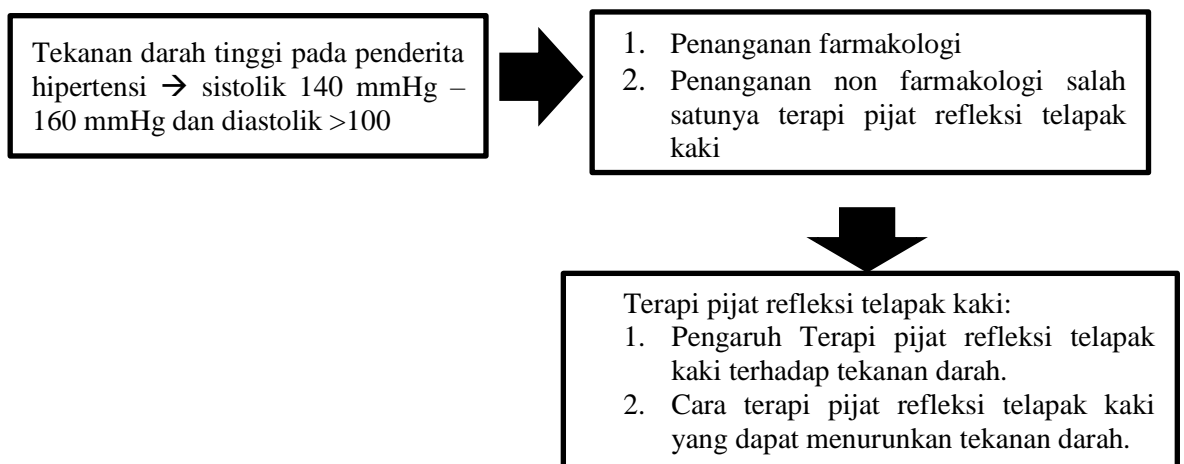 Tekanan darah tinggi pada penderita
hipertensi → sistolik 140 mmHg –
160 mmHg dan diastolik >100
1. Penanganan farmakologi
2. Penanganan non farmakologi salah
satunya terapi pijat refleksi telapak
kaki
Terapi pijat refleksi telapak kaki:
1. Pengaruh Terapi pijat refleksi telapak
kaki terhadap tekanan darah.
2. Cara terapi pijat refleksi telapak kaki
yang dapat menurunkan tekanan darah.